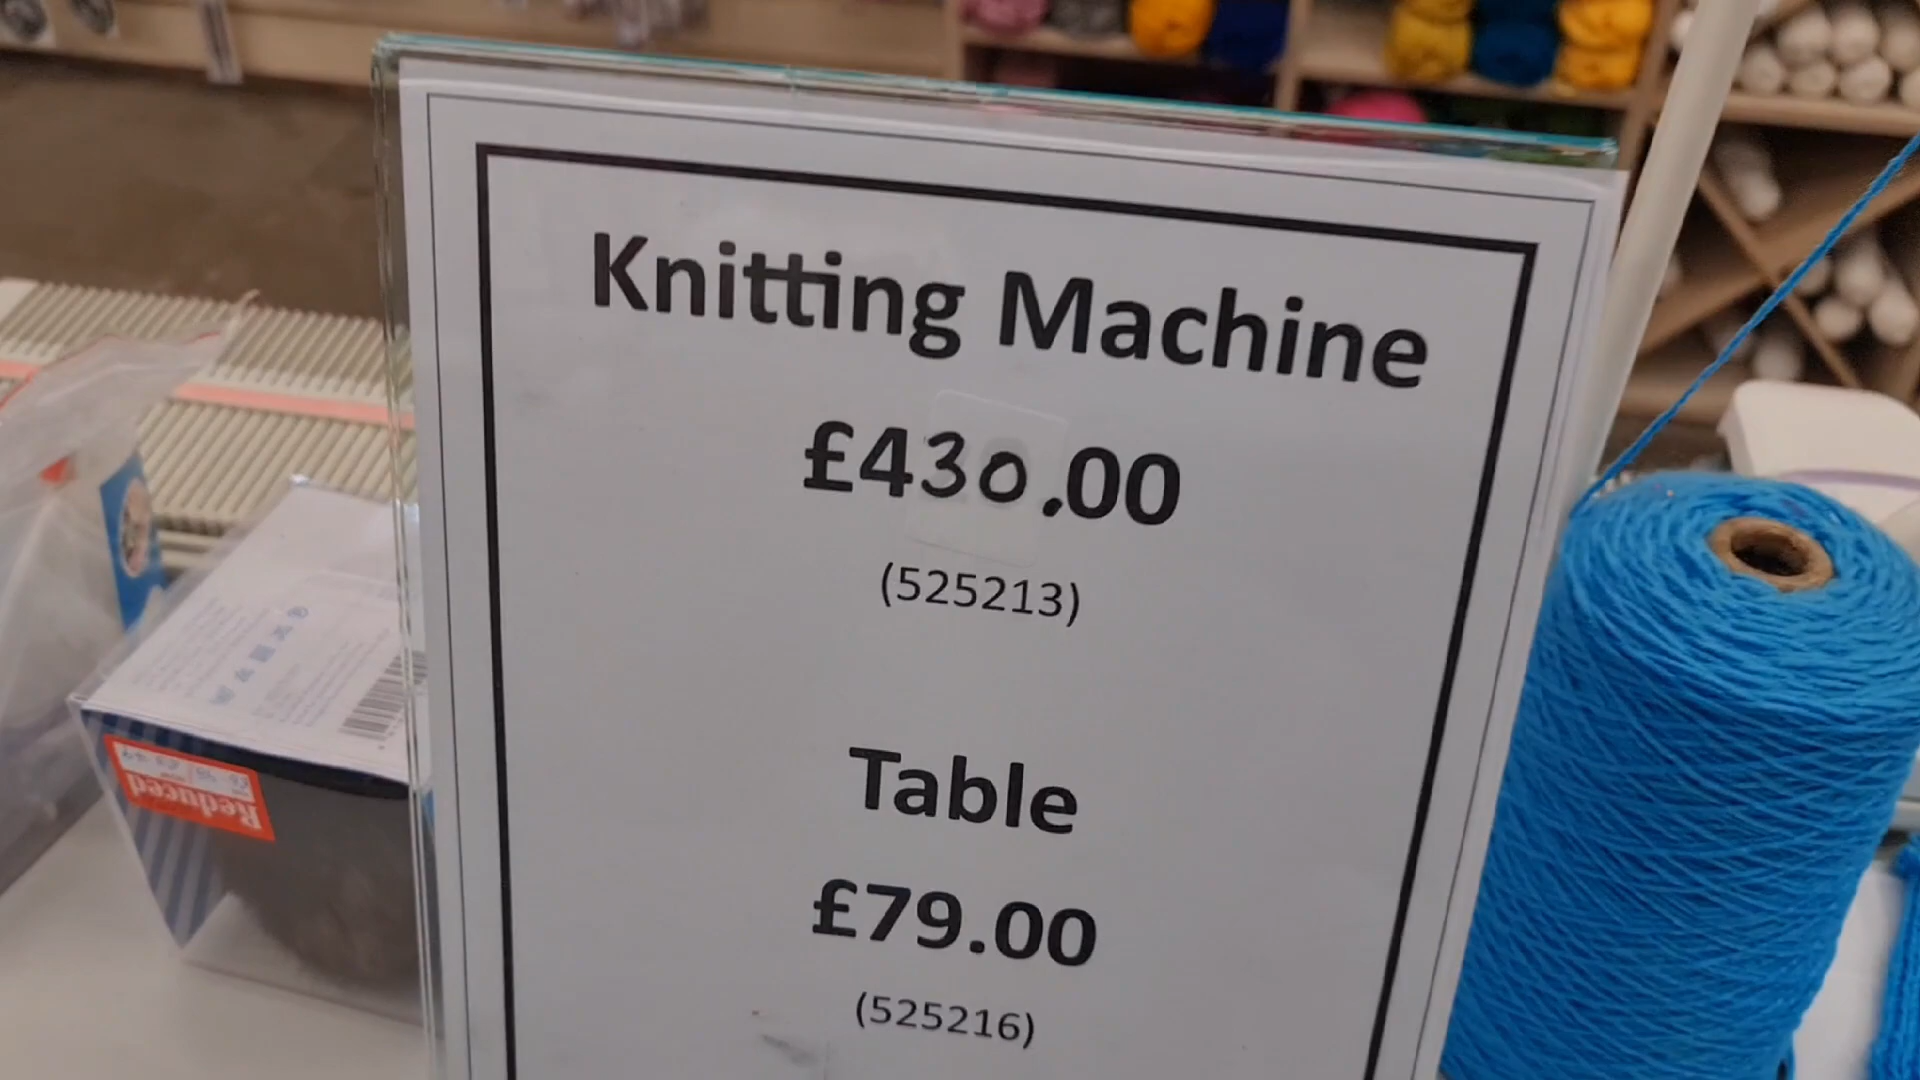 Knitting Machine
£430.00
(525213)
Table
£79.00
(525216)
Reduced